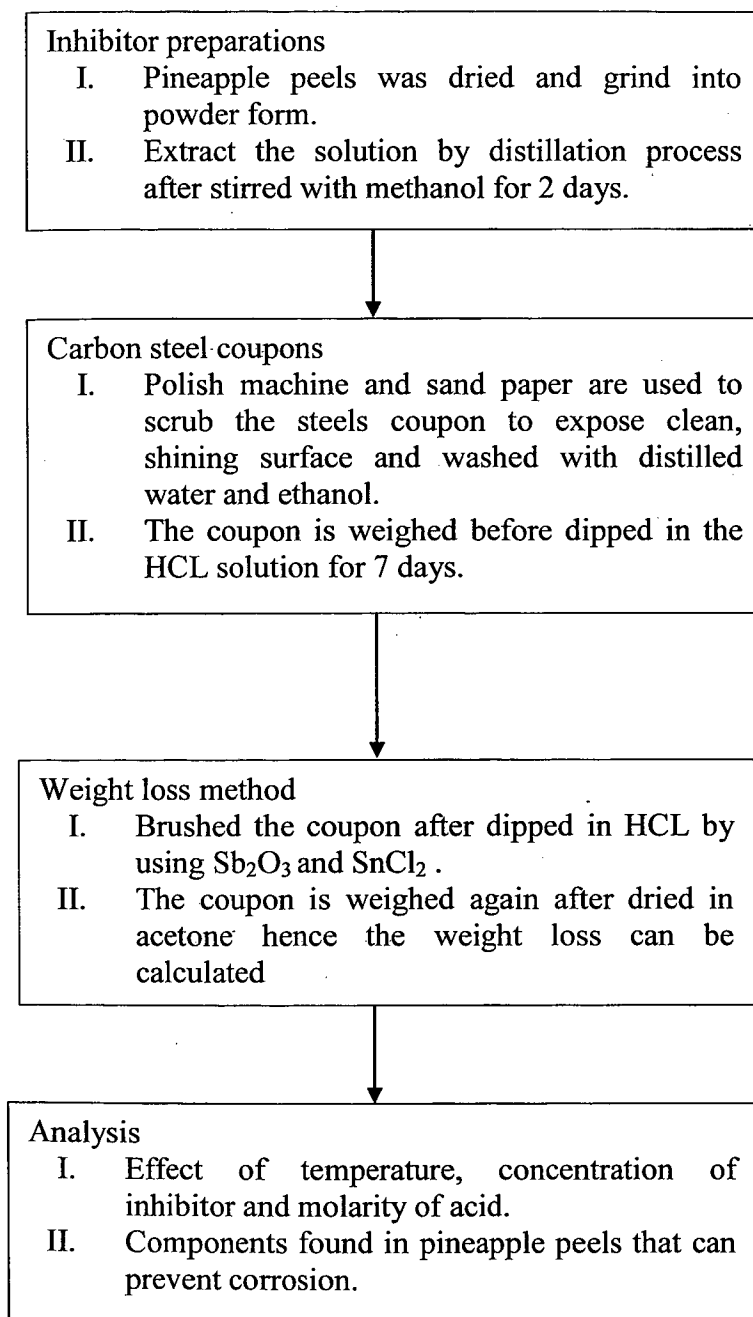 Inhibitor preparations
I. Pineapple peels was dried and grind into
powder form.
II. Extract the solution by distillation process
after stirred with methanol for 2 days.
Carbon steel coupons
I. Polish machine and sand paper are used to
scrub the steels coupon to expose clean,
shining surface and washed with distilled
water and ethanol.
II. The coupon is weighed before dipped in the
HCL solution for 7 days.
Weight loss method
I. Brushed the coupon after dipped in HCL by
using Sb₂O₃ and SnCl₂ .
II. The coupon is weighed again after dried in
acetone hence the weight loss can be
calculated
Analysis
I. Effect of temperature, concentration of
inhibitor and molarity of acid.
II. Components found in pineapple peels that can
prevent corrosion.